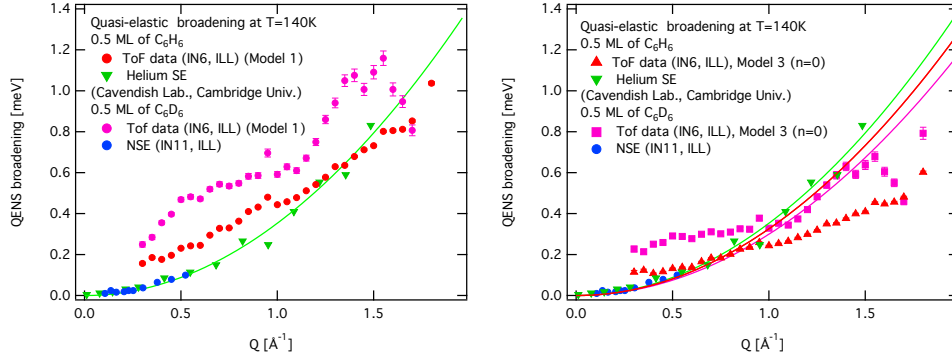 Quasi-elastic broadening at T=140K
0.5 ML of C₆H₆
ToF data (IN6, ILL) (Model 1)
Helium SE
(Cavendish Lab., Cambridge Univ.)
0.5 ML of C₆D₆
Tof data (IN6, ILL) (Model 1)
NSE (IN11, ILL)
QENS broadening [meV]
1.4
1.2
1.0
0.8
0.6
0.4
0.2
0.0
0.0 0.5 1.0 1.5
Q [Å⁻¹]
Quasi-elastic broadening at T=140K
0.5 ML of C₆H₆
ToF data (IN6, ILL), Model 3 (n=0)
Helium SE
(Cavendish Lab., Cambridge Univ.)
0.5 ML of C₆D₆
Tof data (IN6, ILL), Model 3 (n=0)
NSE (IN11, ILL)
QENS broadening [meV]
1.4
1.2
1.0
0.8
0.6
0.4
0.2
0.0
0.0 0.5 1.0 1.5
Q [Å⁻¹]